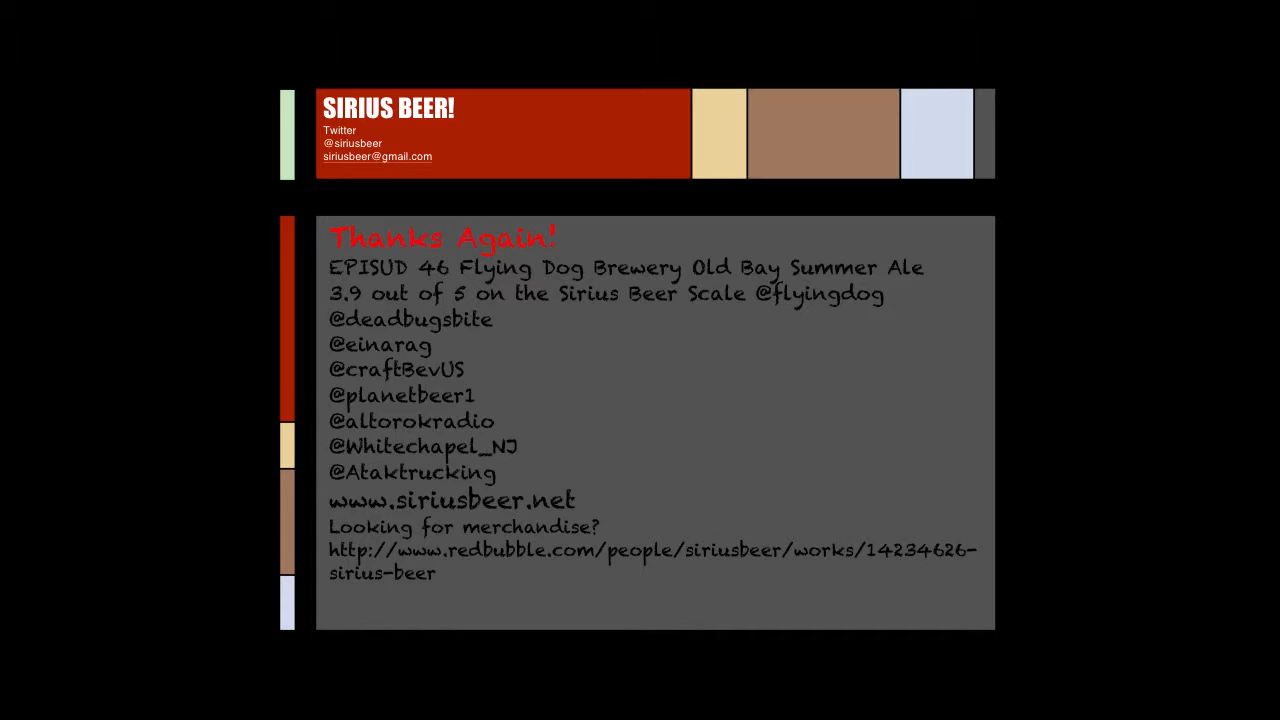 SIRIUS BEER!
Twitter
@siriusbeer
siriusbeer@gmail.com
Thanks Again!
EPISUD 46 Flying Dog Brewery Old Bay Summer Ale
3.9 out of 5 on the Sirius Beer Scale @flyingdog
@deadbugsbite
@einarag
@craftBevUS
@planetbeer1
@altorokradio
@Whitechapel_NJ
@Ataktrucking
www.siriusbeer.net
Looking for merchandise?
http://www.redbubble.com/people/siriusbeer/works/14234626-
sirius-beer